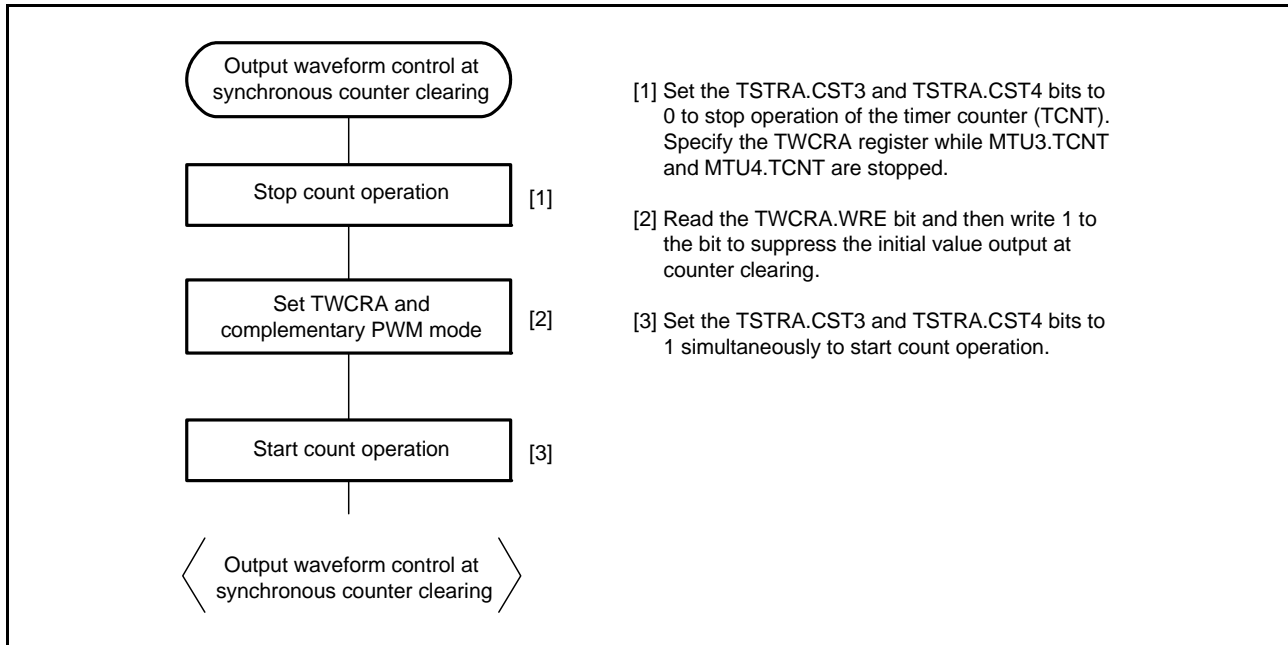 Output waveform control at
synchronous counter clearing
Stop count operation
[1]
Set TWCRA and
complementary PWM mode
[2]
Start count operation
[3]
Output waveform control at
synchronous counter clearing
[1] Set the TSTRA.CST3 and TSTRA.CST4 bits to
0 to stop operation of the timer counter (TCNT).
Specify the TWCRA register while MTU3.TCNT
and MTU4.TCNT are stopped.
[2] Read the TWCRA.WRE bit and then write 1 to
the bit to suppress the initial value output at
counter clearing.
[3] Set the TSTRA.CST3 and TSTRA.CST4 bits to
1 simultaneously to start count operation.